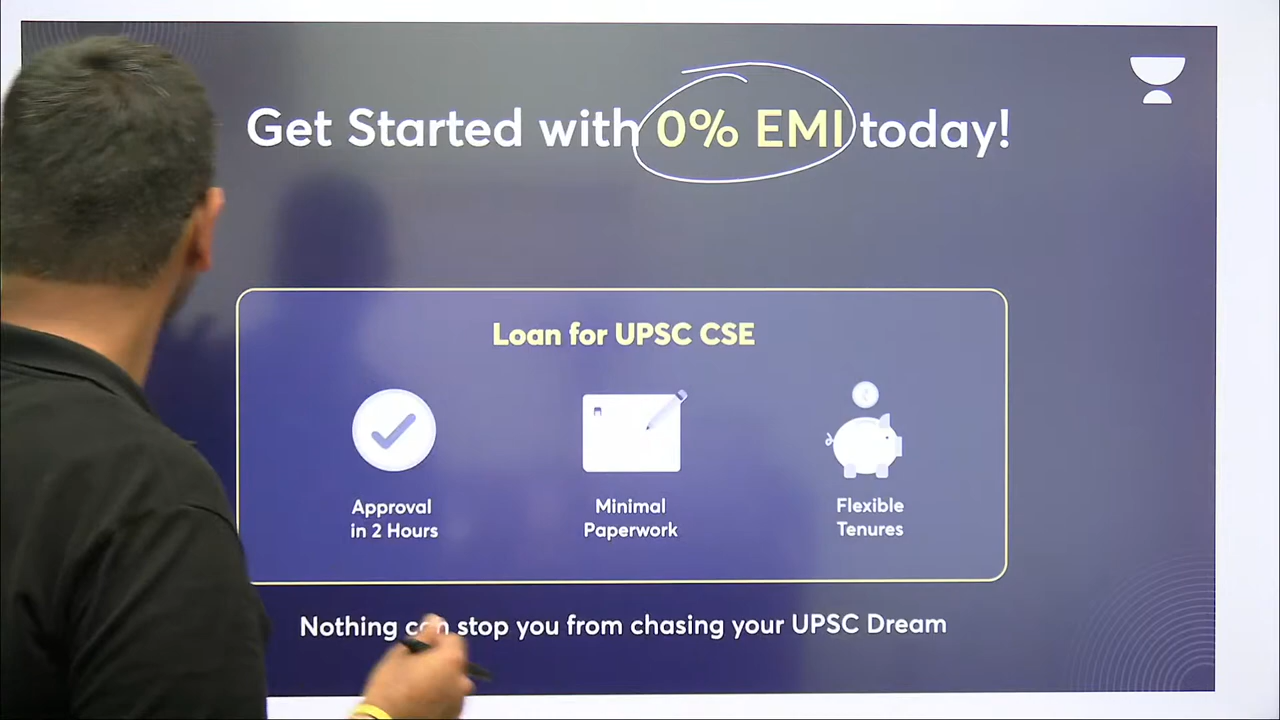 Get Started with 0% EMI today!
Loan for UPSC CSE
Approval
in 2 Hours
Minimal
Paperwork
Flexible
Tenures
Nothing can stop you from chasing your UPSC Dream